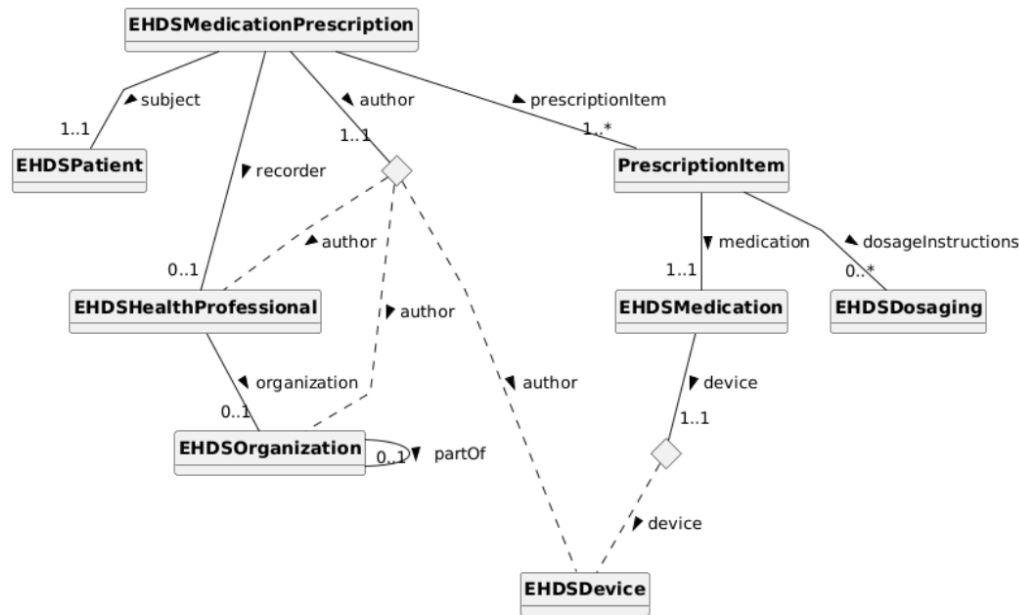 EHDSMedicationPrescription
subject
author
prescriptionItem
1..1
1..1
1..*
EHDSPatient
recorder
PrescriptionItem
author
medication
dosageInstructions
0..1
1..1
0..*
EHDSHealthProfessional
author
EHDSMedication
EHDSDosaging
organization
author
device
0..1
1..1
EHDSOrganization
0..1
partOf
device
EHDSDevice